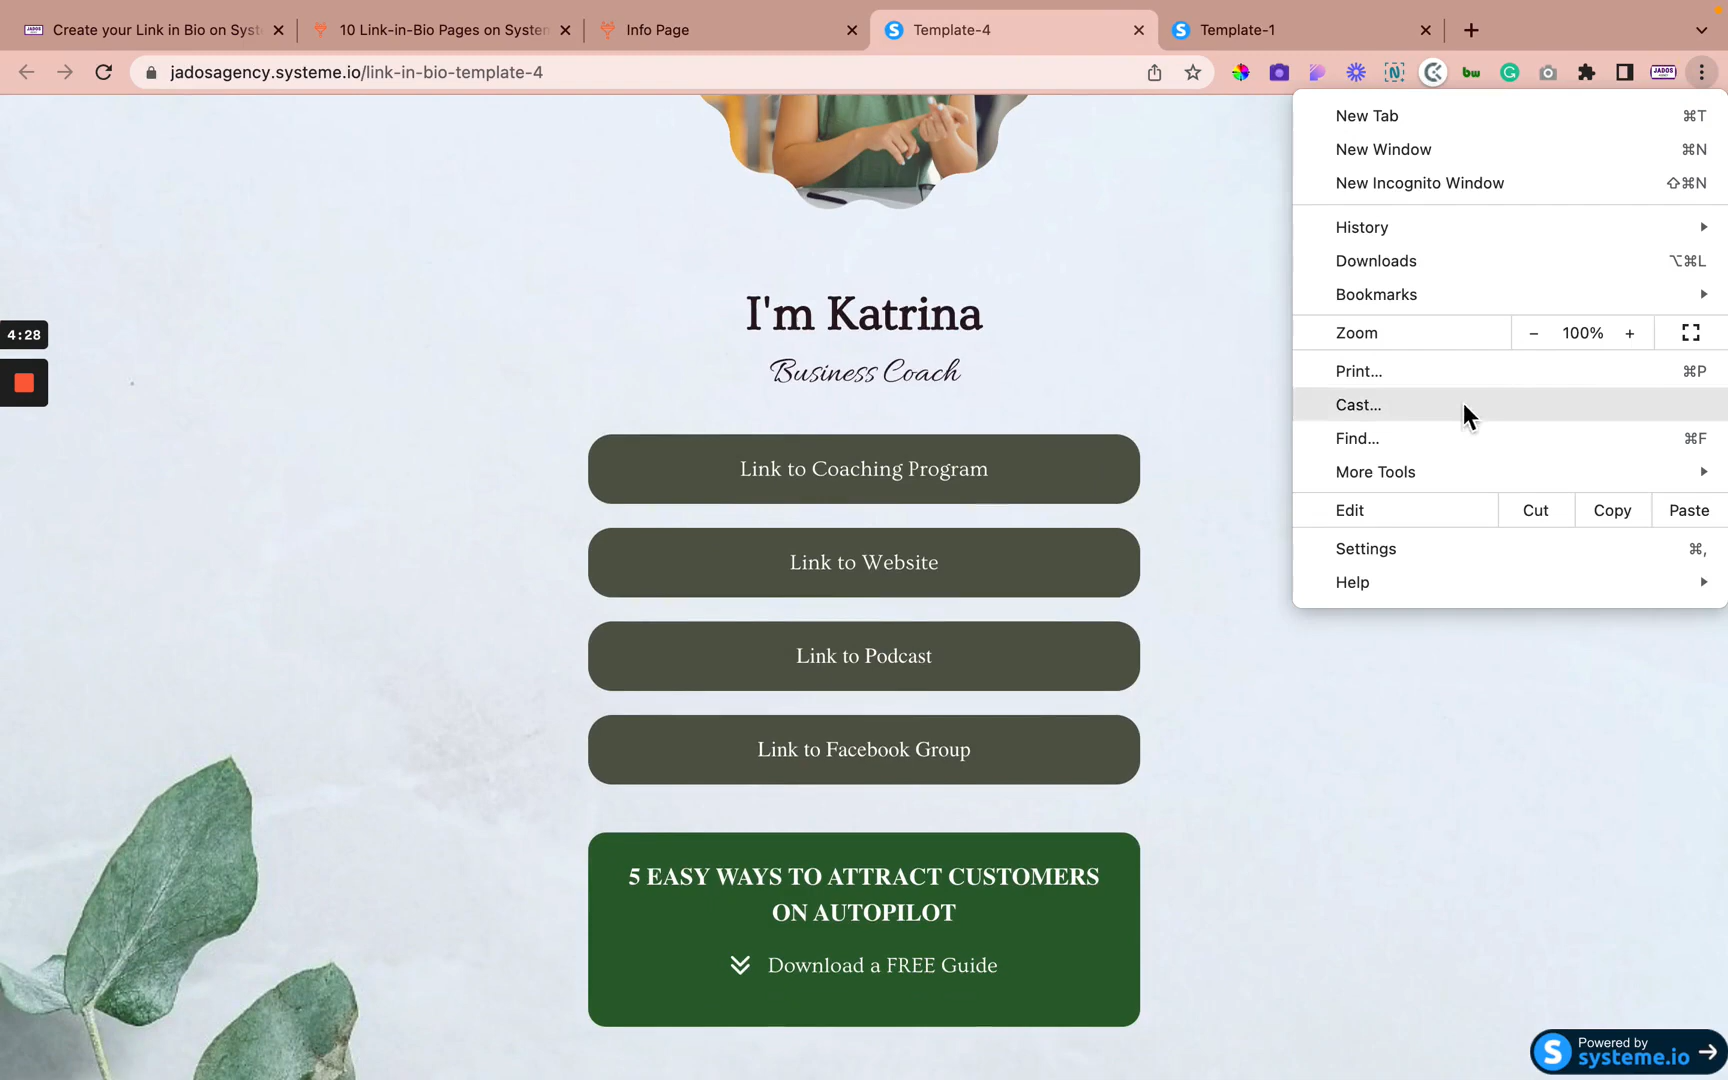 Create your Link in Bio on Syst
10 Link-in-Bio Pages on System
Info Page
Template-4
Template-1
jadosagency.systeme.io/link-in-bio-template-4
New Tab ⌘T
New Window ⌘N
New Incognito Window ⇧⌘N
History
Downloads ⌥⌘L
Bookmarks
Zoom − 100% +
Print... ⌘P
Cast...
Find... ⌘F
More Tools
Edit Cut Copy Paste
Settings ⌘,
Help
4:28
I'm Katrina
Business Coach
Link to Coaching Program
Link to Website
Link to Podcast
Link to Facebook Group
5 EASY WAYS TO ATTRACT CUSTOMERS
ON AUTOPILOT
Download a FREE Guide
Powered by
systeme.io